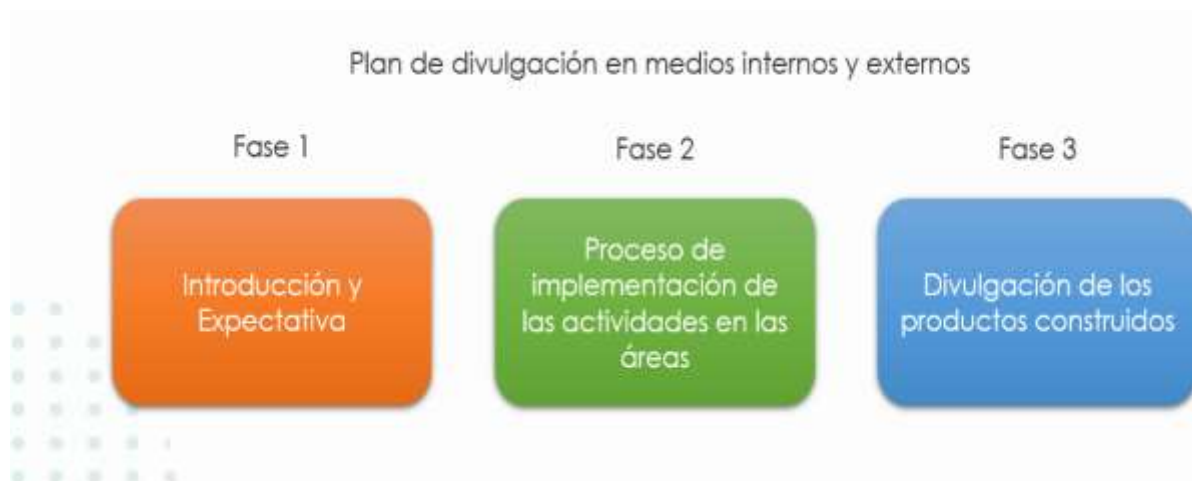 Plan de divulgación en medios internos y externos
Fase 1
Fase 2
Fase 3
Introducción y
Expectativa
Proceso de
implementación de
las actividades en las
áreas
Divulgación de los
productos construidos